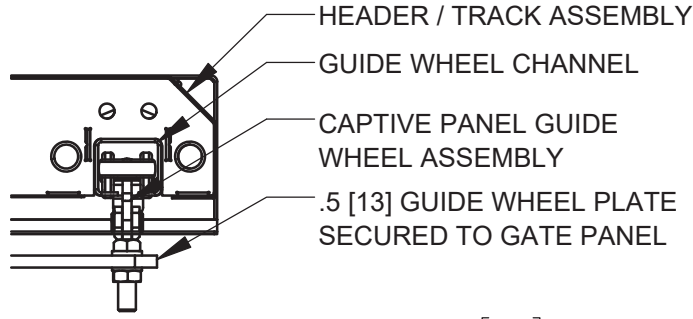 HEADER / TRACK ASSEMBLY
GUIDE WHEEL CHANNEL
CAPTIVE PANEL GUIDE
WHEEL ASSEMBLY
.5 [13] GUIDE WHEEL PLATE
SECURED TO GATE PANEL